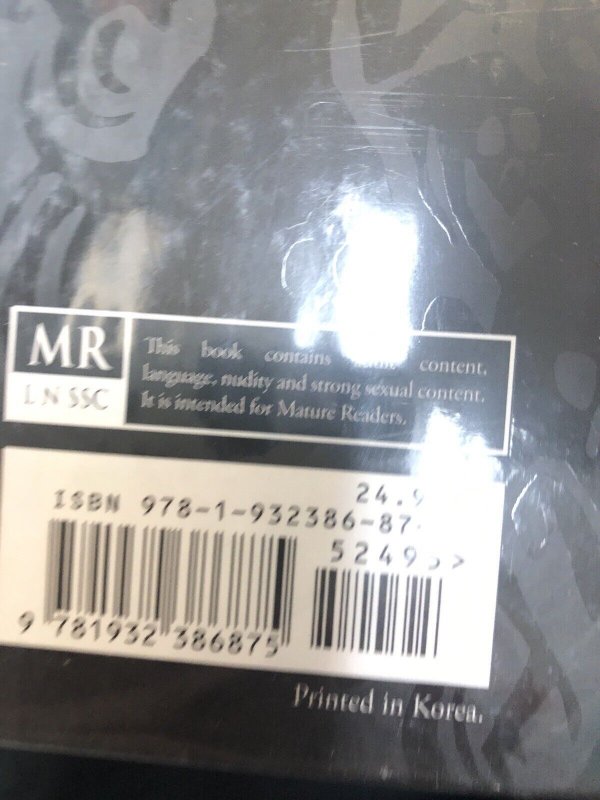 MR
L N SSC
This book contains content,
language, nudity and strong sexual content.
It is intended for Mature Readers.
24.9
ISBN 978-1-932386-87-
5249 >
9 781932 386875
Printed in Korea.